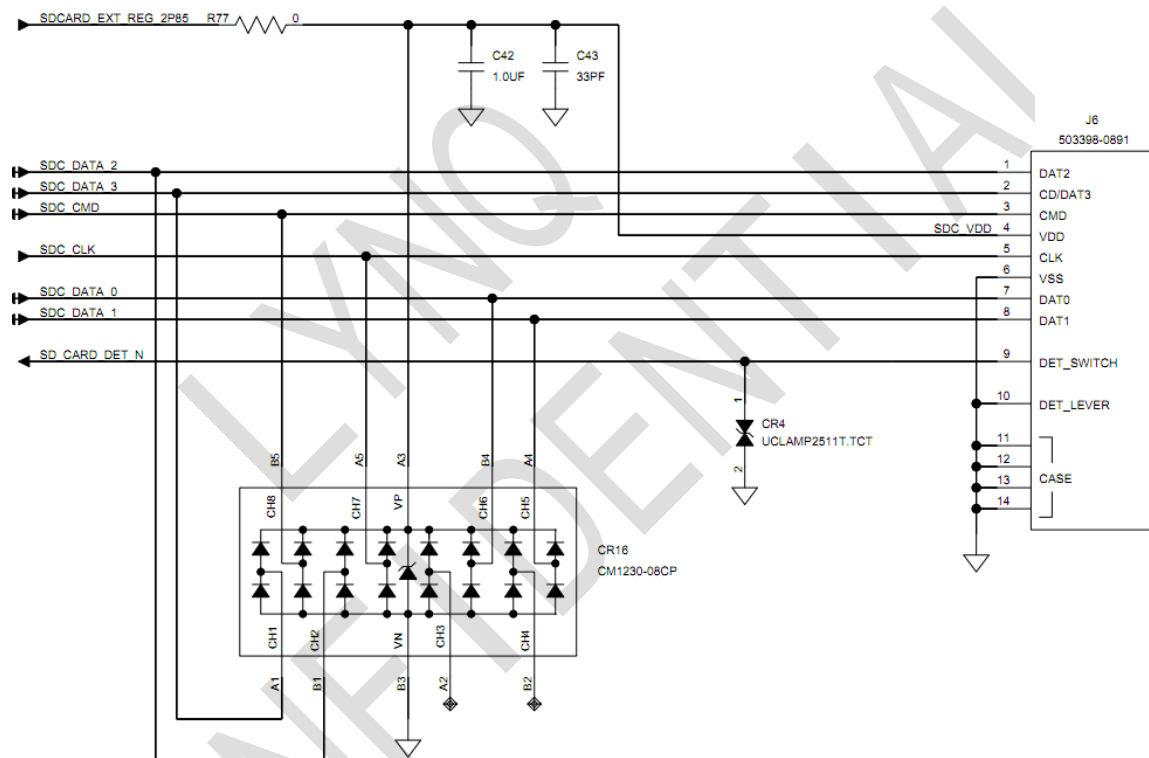 SDCARD_EXT_REG_2P85 R77 0
C42
1.0UF
C43
33PF
J6
503398-0891
SDC_DATA_2 1 DAT2
SDC_DATA_3 2 CD/DAT3
SDC_CMD 3 CMD
SDC_VDD 4 VDD
SDC_CLK 5 CLK
6 VSS
SDC_DATA_0 7 DAT0
SDC_DATA_1 8 DAT1
SD_CARD_DET_N 9 DET_SWITCH
10 DET_LEVER
1
CR4
UCLAMP2511T.TCT
2
11
12
CASE
13
14
B5 A5 A3 B4 A4
CH8 CH7 VP CH6 CH5
CR16
CM1230-08CP
CH1 CH2 VN CH3 CH4
A1 B1 B3 A2 B2
LYNQ
NFIDENTIAL